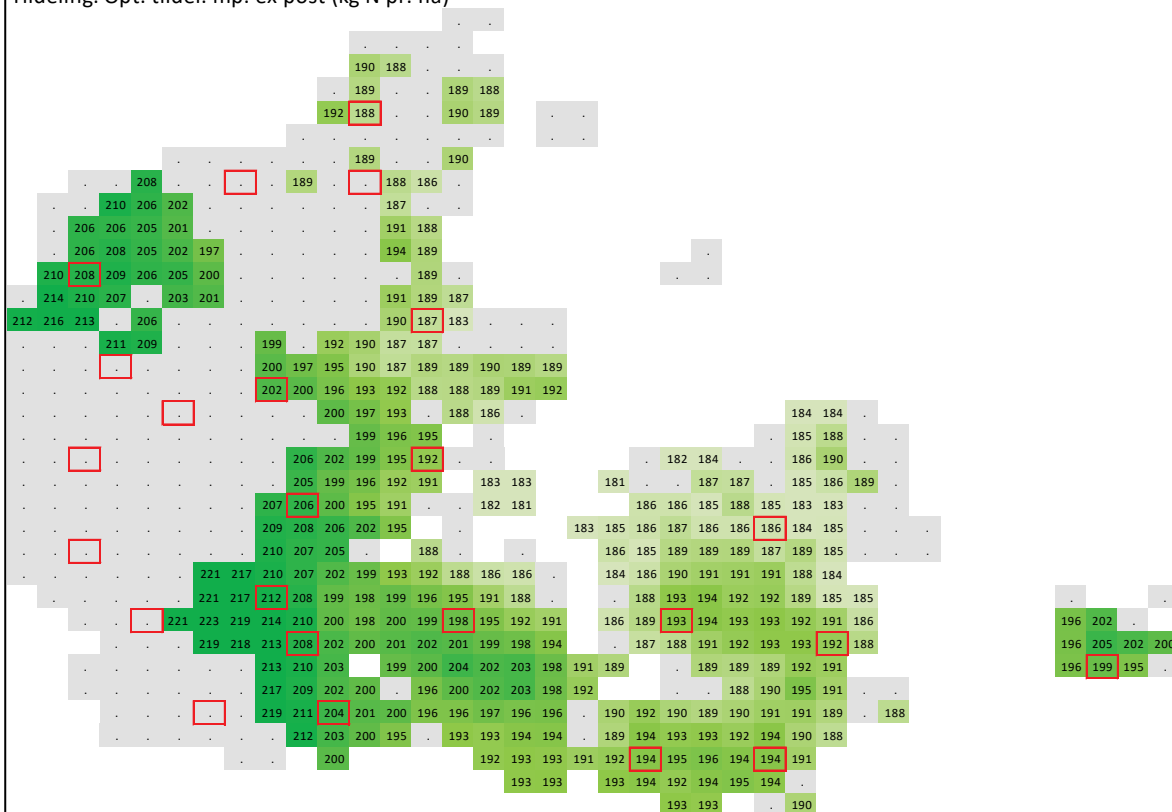 Tildeling: Opt. tildel. mp. ex post (kg N pr. ha)
. .
. . . .
190 188 . . .
. 189 . . 189 188
192 188 . . 190 189 . .
. . . . . . . . .
. . . . . . 189 . . 190
. . 208 . . . . 189 . . 188 186 .
. . 210 206 202 . . . . . . 187 . .
. 206 206 205 201 . . . . . . 191 188
. 206 208 205 202 197 . . . . . 194 189 .
210 208 209 206 205 200 . . . . . . 189 . . .
. 214 210 207 . 203 201 . . . . . 191 189 187
212 216 213 . 206 . . . . . . . 190 187 183 . . .
. . . 211 209 . . . 199 . 192 190 187 187 . . . .
. . . . . . . . 200 197 195 190 187 189 189 190 189 189
. . . . . . . . 202 200 196 193 192 188 188 189 191 192
. . . . . . . . . . 200 197 193 . 188 186 . 184 184 .
. . . . . . . . . . . 199 196 195 . . 185 188 . .
. . . . . . . . . 206 202 199 195 192 . . . 182 184 . . 186 190 . .
. . . . . . . . . 205 199 196 192 191 183 183 181 . . 187 187 . 185 186 189 .
. . . . . . . . 207 206 200 195 191 . . 182 181 186 186 185 188 185 183 183 .
. . . . . . . . 209 208 206 202 195 . 183 185 186 187 186 186 186 184 185 . . .
. . . . . . . . 210 207 205 . 188 . . 186 185 189 189 187 189 185 . . .
. . . . . . 221 217 210 207 202 199 193 192 188 186 186 . 184 186 190 191 191 191 188 184
. . . . . 221 217 212 208 199 198 199 196 195 191 188 . . 188 193 194 192 192 189 185 185 . .
. . . 221 223 219 214 210 200 198 200 199 198 195 192 191 186 189 193 194 193 193 192 191 186 196 202 .
. . . 219 218 213 208 202 200 201 202 201 199 198 194 . 187 188 191 192 193 193 192 188 196 205 202 200
. . . . . . 213 210 203 199 200 204 202 203 198 191 189 . 189 189 189 192 191 196 199 195 .
. . . . . . 217 209 202 200 . 196 200 202 203 198 192 . . 188 190 195 191 . .
. . . . . 219 211 204 201 200 196 196 197 196 196 . 190 192 190 189 190 191 191 189 . 188
. . . . . . 212 203 200 195 . 193 193 194 194 . 189 194 193 193 192 194 190 188
. . 200 192 193 193 191 192 194 195 196 194 194 191
193 193 193 194 192 194 195 194 .
193 193 . 190